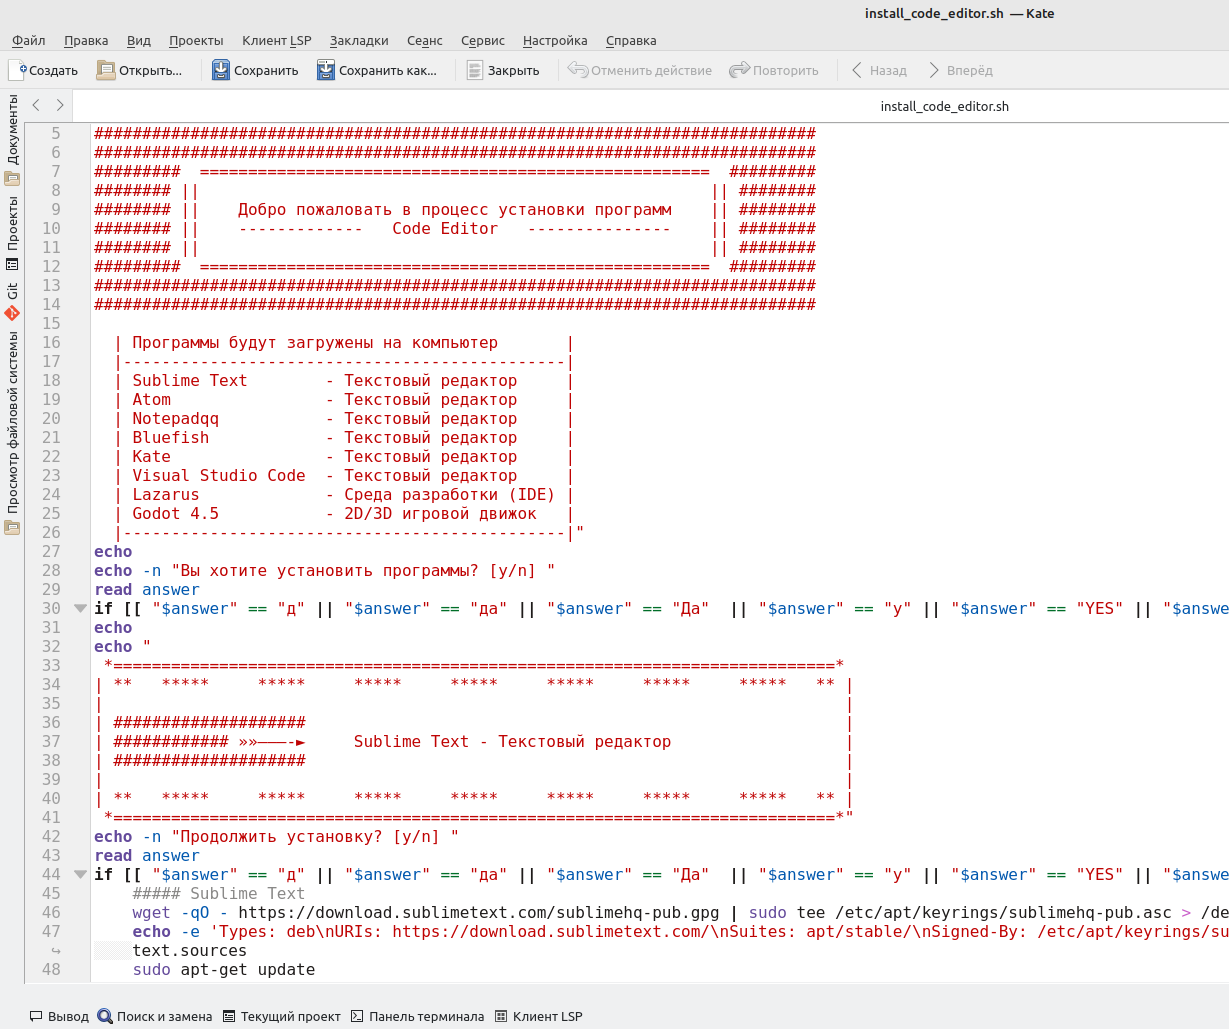 install_code_editor.sh — Kate
Файл Правка Вид Проекты Клиент LSP Закладки Сеанс Сервис Настройка Справка
Создать Открыть... Сохранить Сохранить как... Закрыть Отменить действие Повторить Назад Вперёд
install_code_editor.sh
Документы
Проекты
Git
Просмотр файловой системы
5 ###########################################################################
6 ###########################################################################
7 #########  =====================================================  #########
8 ######## ||                                                     || ########
9 ######## ||    Добро пожаловать в процесс установки программ    || ########
10 ######## ||    -------------   Code Editor   ---------------    || ########
11 ######## ||                                                     || ########
12 #########  =====================================================  #########
13 ###########################################################################
14 ###########################################################################
15
16   | Программы будут загружены на компьютер       |
17   |----------------------------------------------|
18   | Sublime Text        - Текстовый редактор     |
19   | Atom                - Текстовый редактор     |
20   | Notepadqq           - Текстовый редактор     |
21   | Bluefish            - Текстовый редактор     |
22   | Kate                - Текстовый редактор     |
23   | Visual Studio Code  - Текстовый редактор     |
24   | Lazarus             - Среда разработки (IDE) |
25   | Godot 4.5           - 2D/3D игровой движок   |
26   |----------------------------------------------|"
27 echo
28 echo -n "Вы хотите установить программы? [y/n] "
29 read answer
30 if [[ "$answer" == "д" || "$answer" == "да" || "$answer" == "Да"  || "$answer" == "y" || "$answer" == "YES" || "$answe
31 echo
32 echo "
33  *===========================================================================*
34 | **   *****     *****     *****     *****     *****     *****     *****   ** |
35 |                                                                             |
36 | ####################                                                        |
37 | ############ »»———-►     Sublime Text - Текстовый редактор                  |
38 | ####################                                                        |
39 |                                                                             |
40 | **   *****     *****     *****     *****     *****     *****     *****   ** |
41  *===========================================================================*"
42 echo -n "Продолжить установку? [y/n] "
43 read answer
44 if [[ "$answer" == "д" || "$answer" == "да" || "$answer" == "Да"  || "$answer" == "y" || "$answer" == "YES" || "$answe
45     ##### Sublime Text
46     wget -qO - https://download.sublimetext.com/sublimehq-pub.gpg | sudo tee /etc/apt/keyrings/sublimehq-pub.asc > /de
47     echo -e 'Types: deb\nURIs: https://download.sublimetext.com/\nSuites: apt/stable/\nSigned-By: /etc/apt/keyrings/su
text.sources
48     sudo apt-get update
Вывод Поиск и замена Текущий проект Панель терминала Клиент LSP